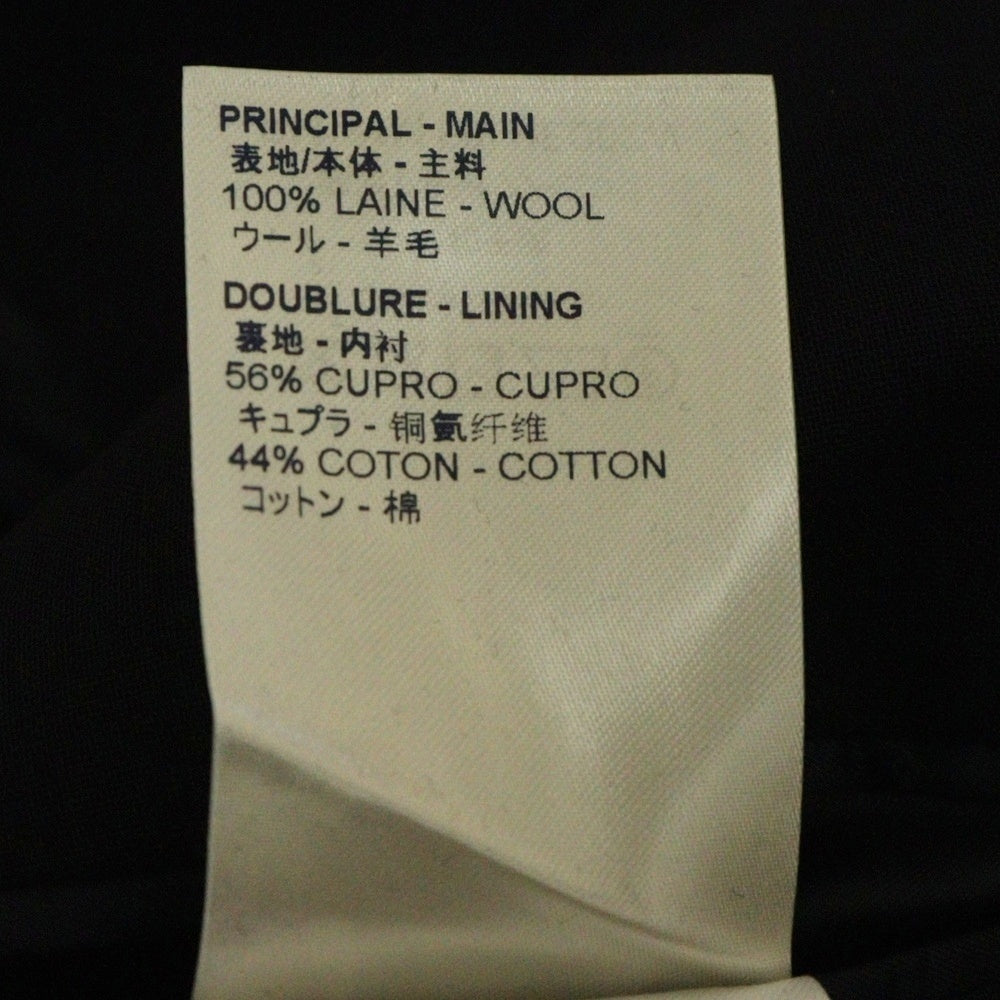 PRINCIPAL - MAIN
表地/本体 - 主料
100% LAINE - WOOL
ウール - 羊毛
DOUBLURE - LINING
裏地 - 内衬
56% CUPRO - CUPRO
キュプラ - 铜氨纤维
44% COTON - COTTON
コットン - 棉